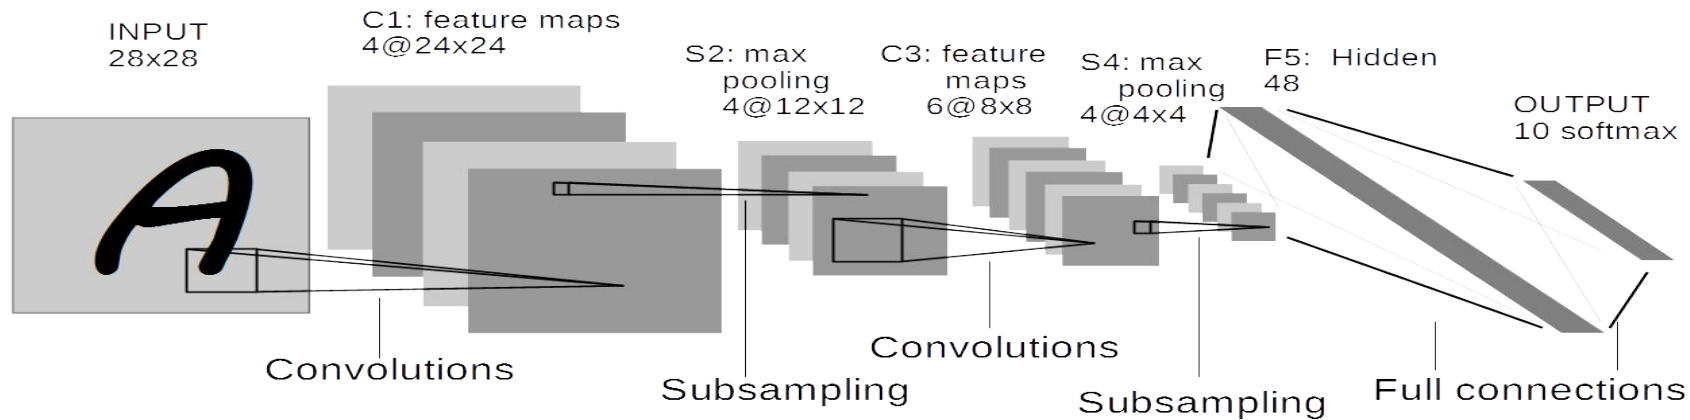 INPUT
28x28
C1: feature maps
4@24x24
S2: max
pooling
4@12x12
C3: feature
maps
6@8x8
S4: max
pooling
4@4x4
F5: Hidden
48
OUTPUT
10 softmax
Convolutions
Subsampling
Convolutions
Subsampling
Full connections
A